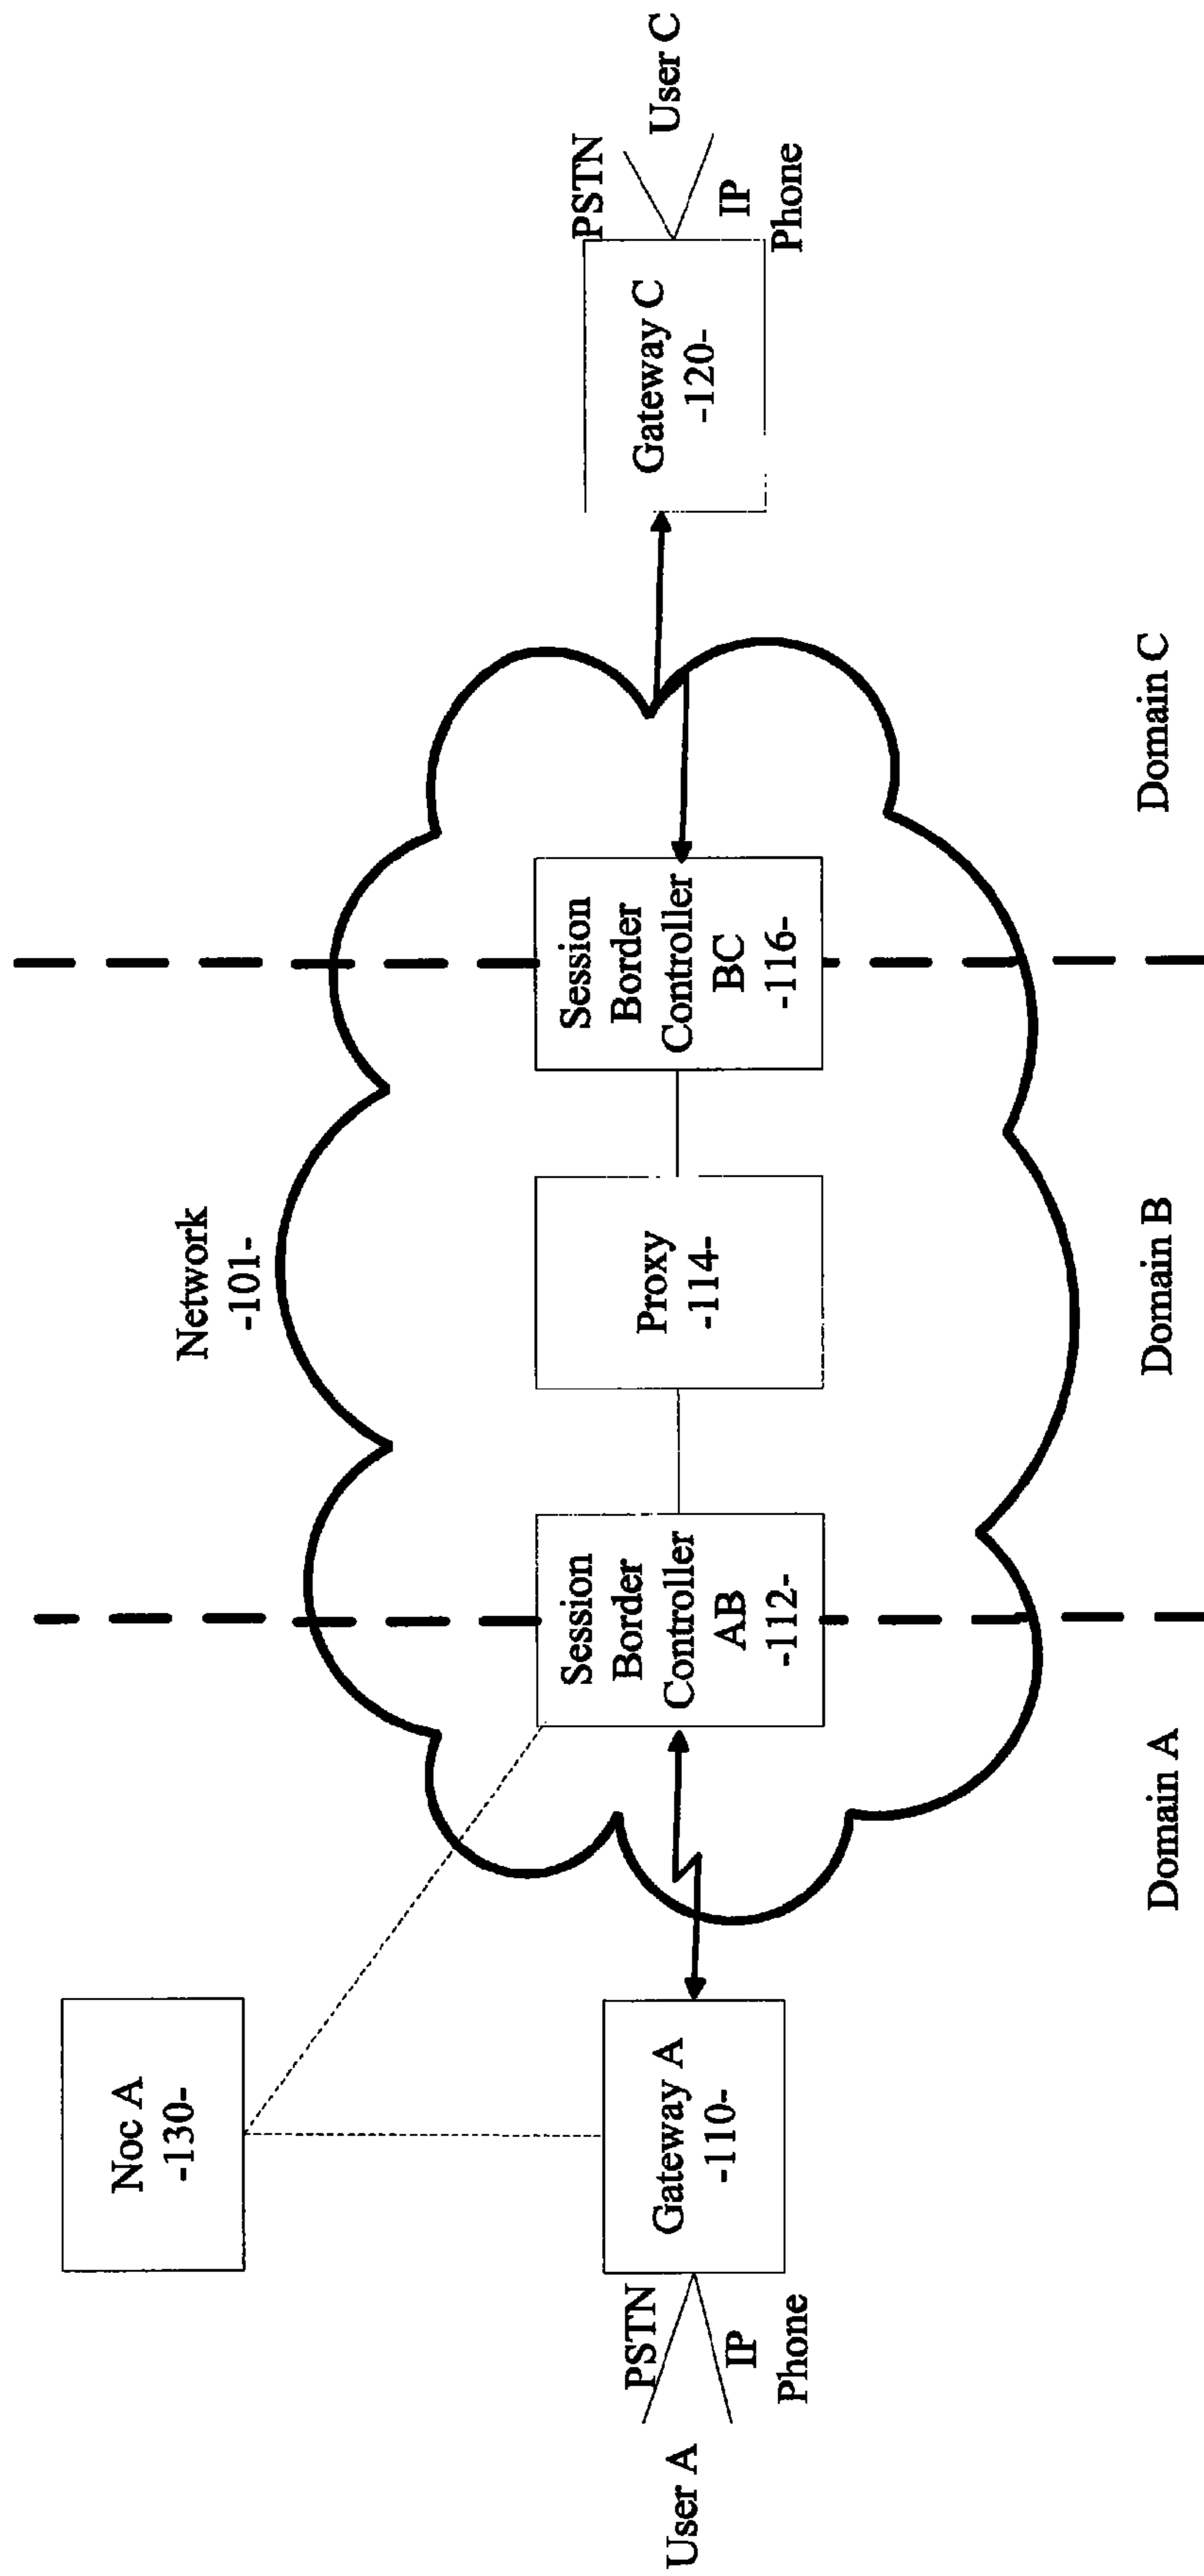 Network
-101-
Noc A
-130-
User A
PSTN
IP
Phone
Gateway A
-110-
Session
Border
Controller
AB
-112-
Proxy
-114-
Session
Border
Controller
BC
-116-
Gateway C
-120-
PSTN
IP
Phone
User C
Domain A
Domain B
Domain C